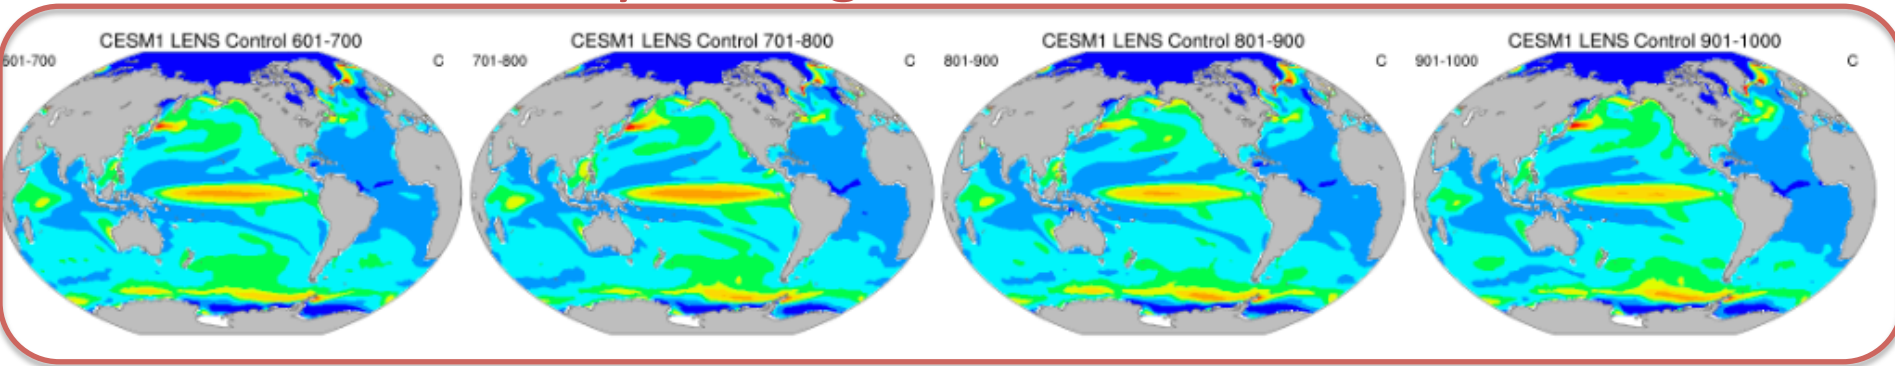 CESM1 LENS Control 601-700
601-700 C
CESM1 LENS Control 701-800
701-800 C
CESM1 LENS Control 801-900
801-900 C
CESM1 LENS Control 901-1000
901-1000 C